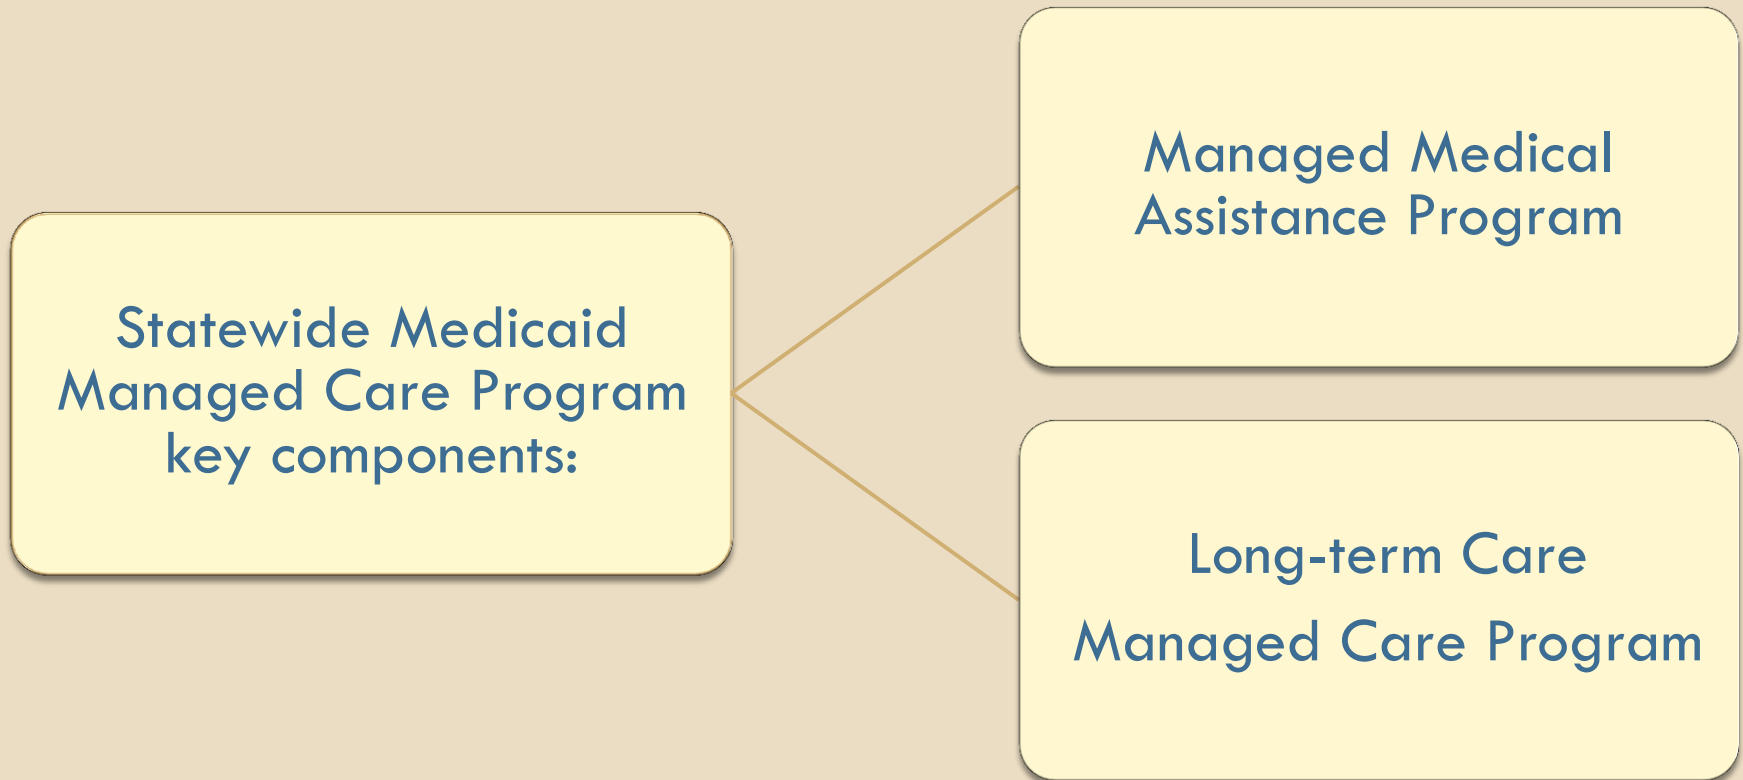 Statewide Medicaid
Managed Care Program
key components:
Managed Medical
Assistance Program
Long-term Care
Managed Care Program